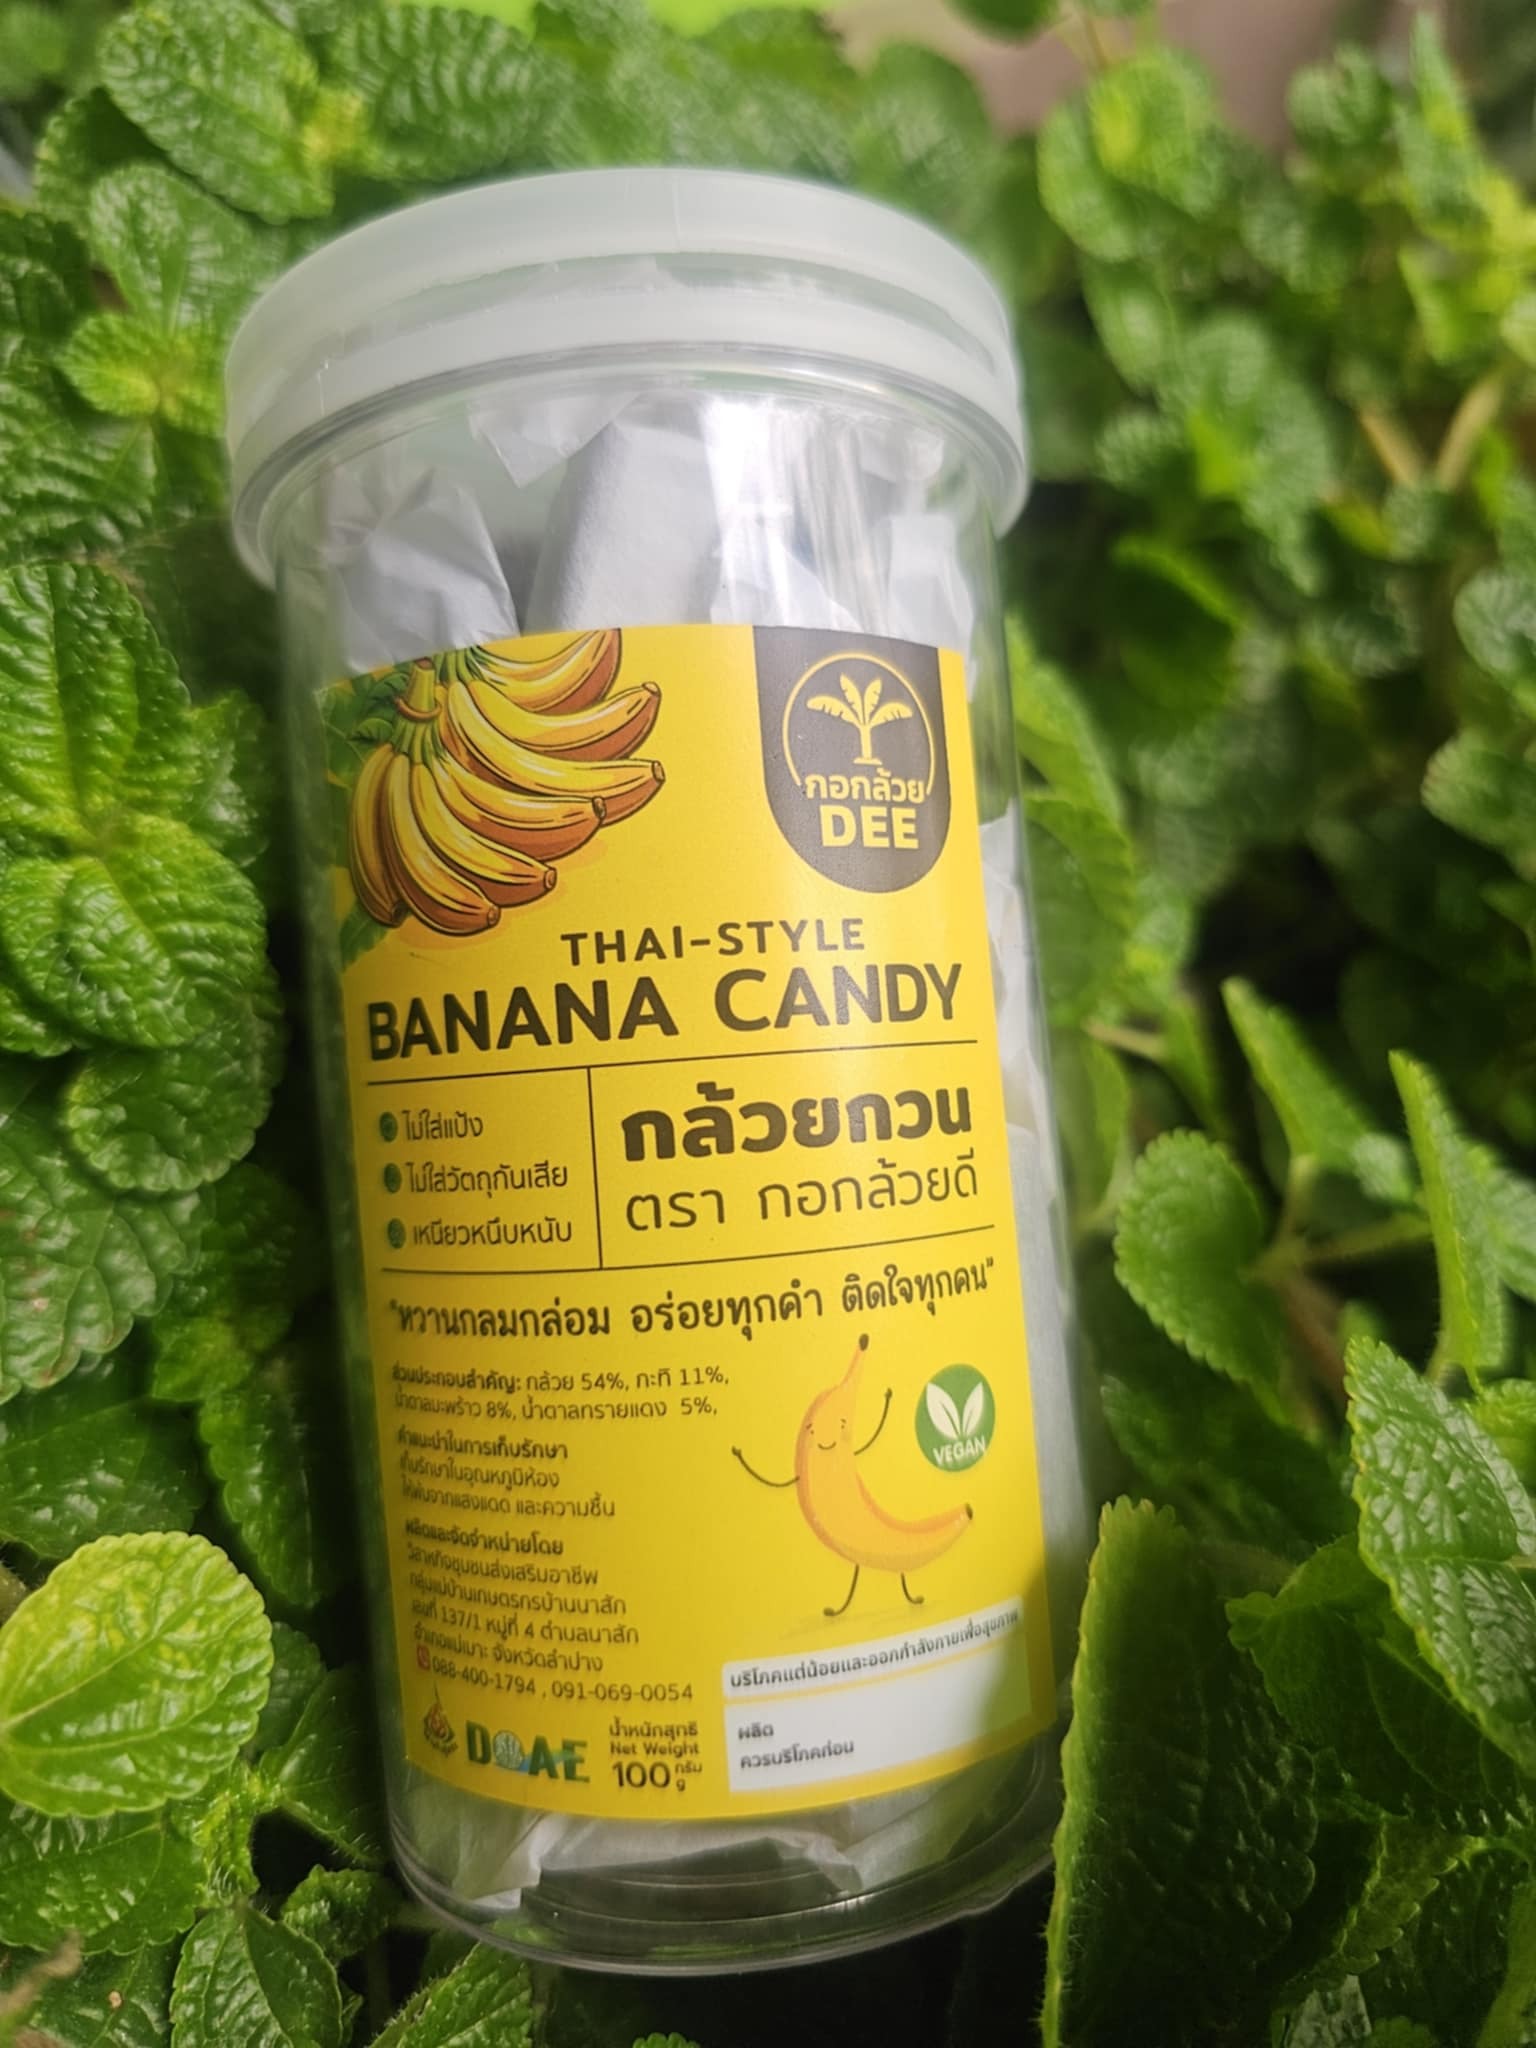 กอกล้วย
DEE
THAI-STYLE
BANANA CANDY
ไม่ใส่แป้ง
ไม่ใส่วัตถุกันเสีย
เหนียวหนึบหนับ
กล้วยกวน
ตรา กอกล้วยดี
"หวานกลมกล่อม อร่อยทุกคำ ติดใจทุกคน"
ส่วนประกอบสำคัญ: กล้วย 54%, กะทิ 11%,
น้ำตาลมะพร้าว 8%, น้ำตาลทรายแดง 5%,
คำแนะนำในการเก็บรักษา
เก็บรักษาในอุณหภูมิห้อง
ให้พ้นจากแสงแดด และความชื้น
ผลิตและจัดจำหน่ายโดย
วิสาหกิจชุมชนส่งเสริมอาชีพ
กลุ่มแม่บ้านเกษตรกรบ้านนาสัก
เลขที่ 137/1 หมู่ที่ 4 ตำบลนาสัก
อำเภอแม่เมาะ จังหวัดลำปาง
088-400-1794 , 091-069-0054
VEGAN
บริโภคแต่น้อยและออกกำลังกายเพื่อสุขภาพ
ผลิต
ควรบริโภคก่อน
DOAE
น้ำหนักสุทธิ
Net Weight
100 กรัม
g